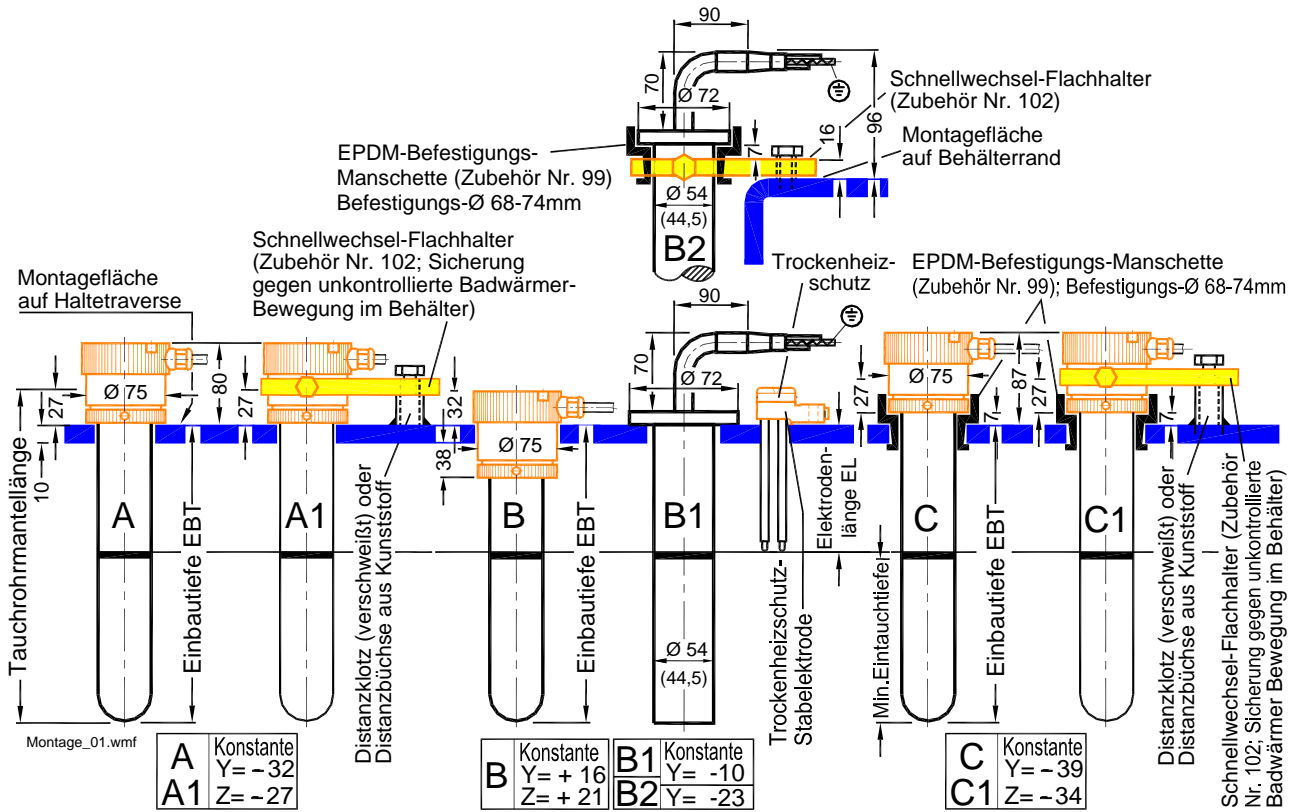 90
70
Ø 72
Schnellwechsel-Flachhalter
(Zubehör Nr. 102)
16
96
Montagefläche
auf Behälterrand
7
EPDM-Befestigungs-
Manschette (Zubehör Nr. 99)
Befestigungs-Ø 68-74mm
Ø 54
(44,5)
B2
Schnellwechsel-Flachhalter
(Zubehör Nr. 102; Sicherung
gegen unkontrollierte Badwärmer-
Bewegung im Behälter)
Montagefläche
auf Haltetraverse
Trockenheiz-
schutz
EPDM-Befestigungs-Manschette
(Zubehör Nr. 99); Befestigungs-Ø 68-74mm
90
70
Ø 72
27
Ø 75
80
27
32
38
Ø 75
27
Ø 75
7
87
27
7
10
Tauchrohrmantellänge
A
Einbautiefe EBT
A1
Distanzklotz (verschweißt) oder
Distanzbüchse aus Kunststoff
B
Einbautiefe EBT
B1
Ø 54
(44,5)
Trockenheizschutz-
Stabelektrode
Elektroden-
länge EL
Min.Eintauchtiefe
C
Einbautiefe EBT
C1
Distanzklotz (verschweißt) oder
Distanzbüchse aus Kunststoff
Schnellwechsel-Flachhalter (Zubehör
Nr. 102; Sicherung gegen unkontrollierte
Badwärmer Bewegung im Behälter)
Montage_01.wmf
A
A1
Konstante
Y= -32
Z= -27
B
Konstante
Y= + 16
Z= + 21
B1
Konstante
Y= -10
B2
Y= -23
C
C1
Konstante
Y= -39
Z= -34